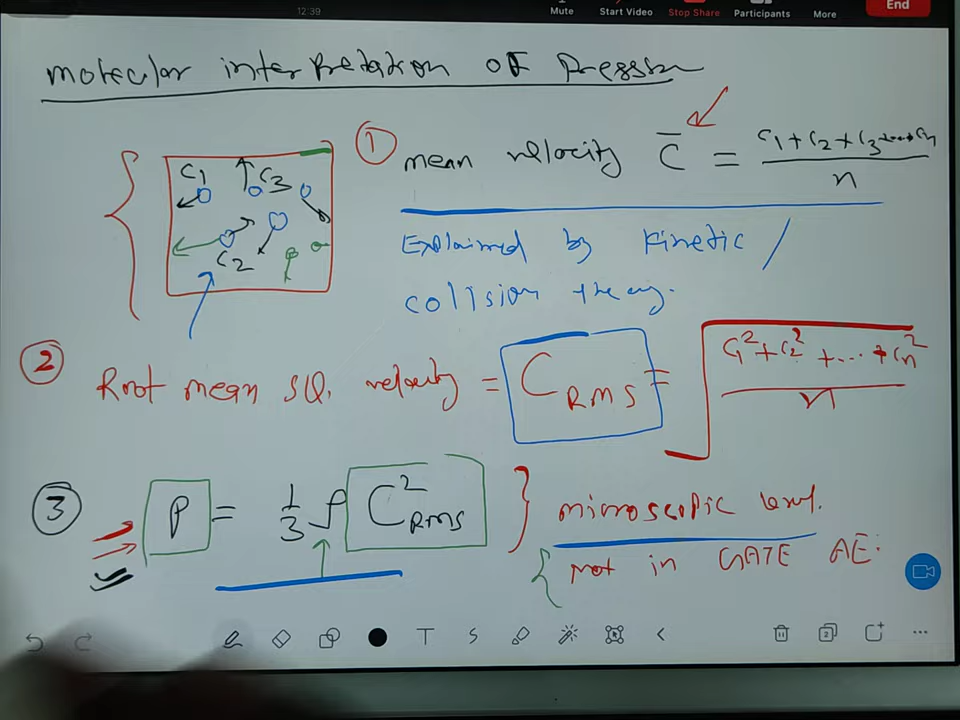 12:39
Mute Start Video Stop Share Participants More End
molecular interpretation of Pressure
C1 C3
C2
① mean velocity C̅ = C1 + C2 + C3 +...+ Cn / n
Explained by Kinetic /
collision theory.
② Root mean SQ. velocity = CRMS = √ C1² + C2² + .... + Cn² / n
③ P = 1/3 ρ C²RMS } microscopic level.
{ not in GATE AE.
T S 2